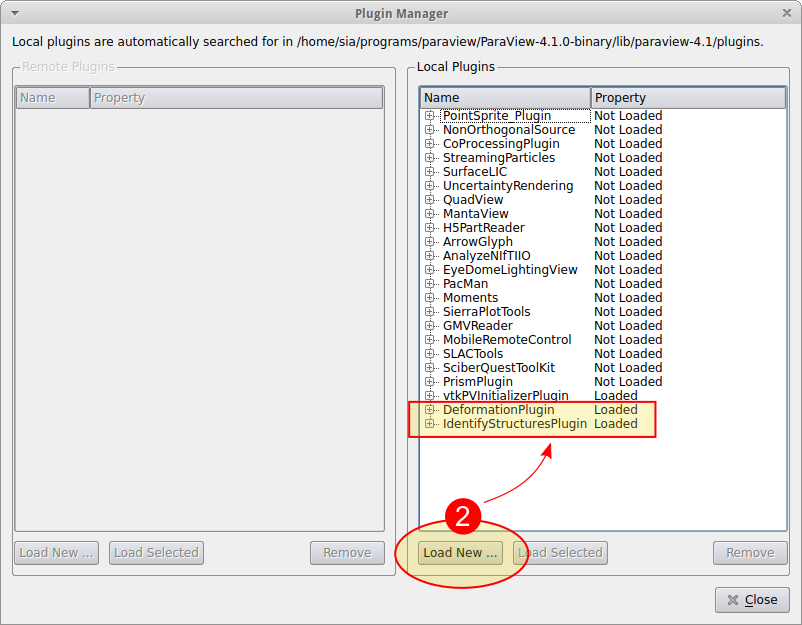 Plugin Manager
Local plugins are automatically searched for in /home/sia/programs/paraview/ParaView-4.1.0-binary/lib/paraview-4.1/plugins.
Remote Plugins
Name Property
Load New ... Load Selected Remove
Local Plugins
Name Property
PointSprite_Plugin Not Loaded
NonOrthogonalSource Not Loaded
CoProcessingPlugin Not Loaded
StreamingParticles Not Loaded
SurfaceLIC Not Loaded
UncertaintyRendering Not Loaded
QuadView Not Loaded
MantaView Not Loaded
H5PartReader Not Loaded
ArrowGlyph Not Loaded
AnalyzeNIfTIIO Not Loaded
EyeDomeLightingView Not Loaded
PacMan Not Loaded
Moments Not Loaded
SierraPlotTools Not Loaded
GMVReader Not Loaded
MobileRemoteControl Not Loaded
SLACTools Not Loaded
SciberQuestToolKit Not Loaded
PrismPlugin Not Loaded
vtkPVInitializerPlugin Loaded
DeformationPlugin Loaded
IdentifyStructuresPlugin Loaded
2
Load New ... Load Selected Remove
Close